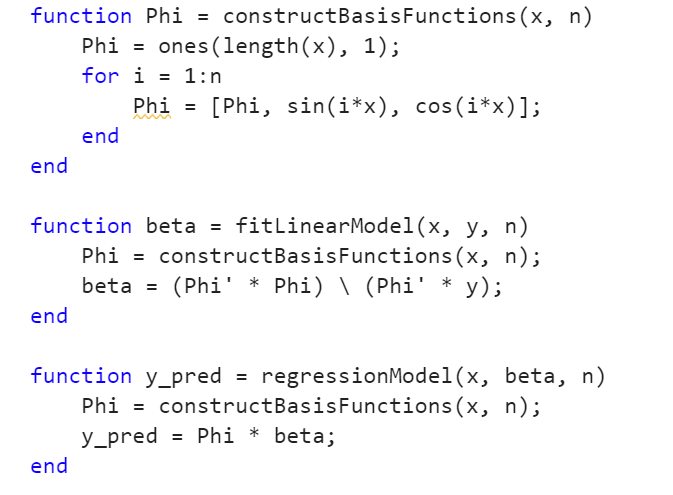 function Phi = constructBasisFunctions(x, n)
    Phi = ones(length(x), 1);
    for i = 1:n
        Phi = [Phi, sin(i*x), cos(i*x)];
    end
end

function beta = fitLinearModel(x, y, n)
    Phi = constructBasisFunctions(x, n);
    beta = (Phi' * Phi) \ (Phi' * y);
end

function y_pred = regressionModel(x, beta, n)
    Phi = constructBasisFunctions(x, n);
    y_pred = Phi * beta;
end